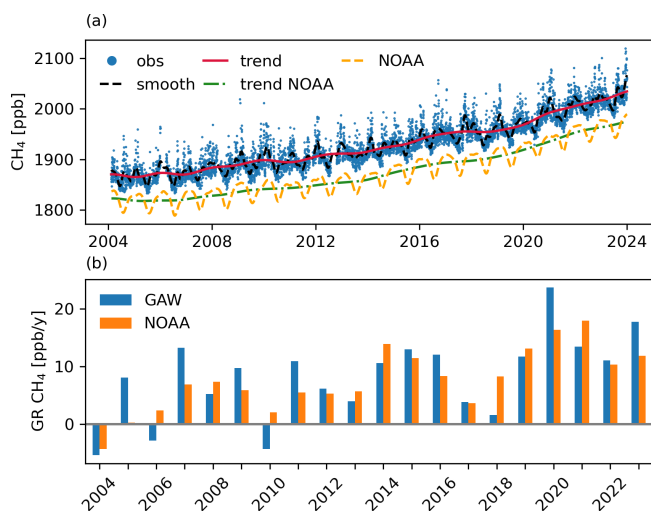 (a)
obs
trend
NOAA
smooth
trend NOAA
CH₄ [ppb]
2100
2000
1900
1800
2004 2008 2012 2016 2020 2024
(b)
GAW
NOAA
GR CH₄ [ppb/y]
20
10
0
2004 2006 2008 2010 2012 2014 2016 2018 2020 2022